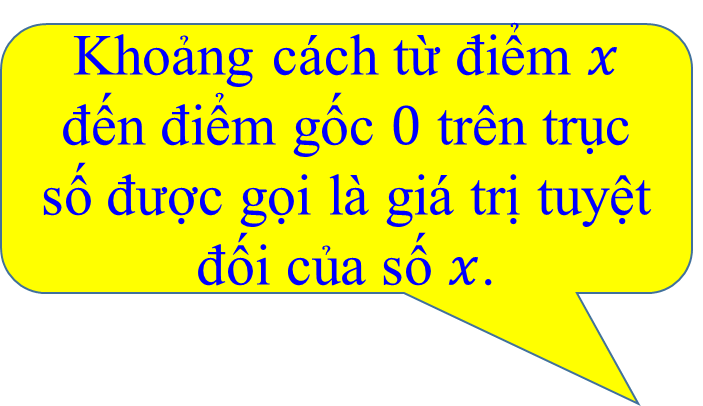 Khoảng cách từ điểm 𝑥
đến điểm gốc 0 trên trục
số được gọi là giá trị tuyệt
đối của số 𝑥.